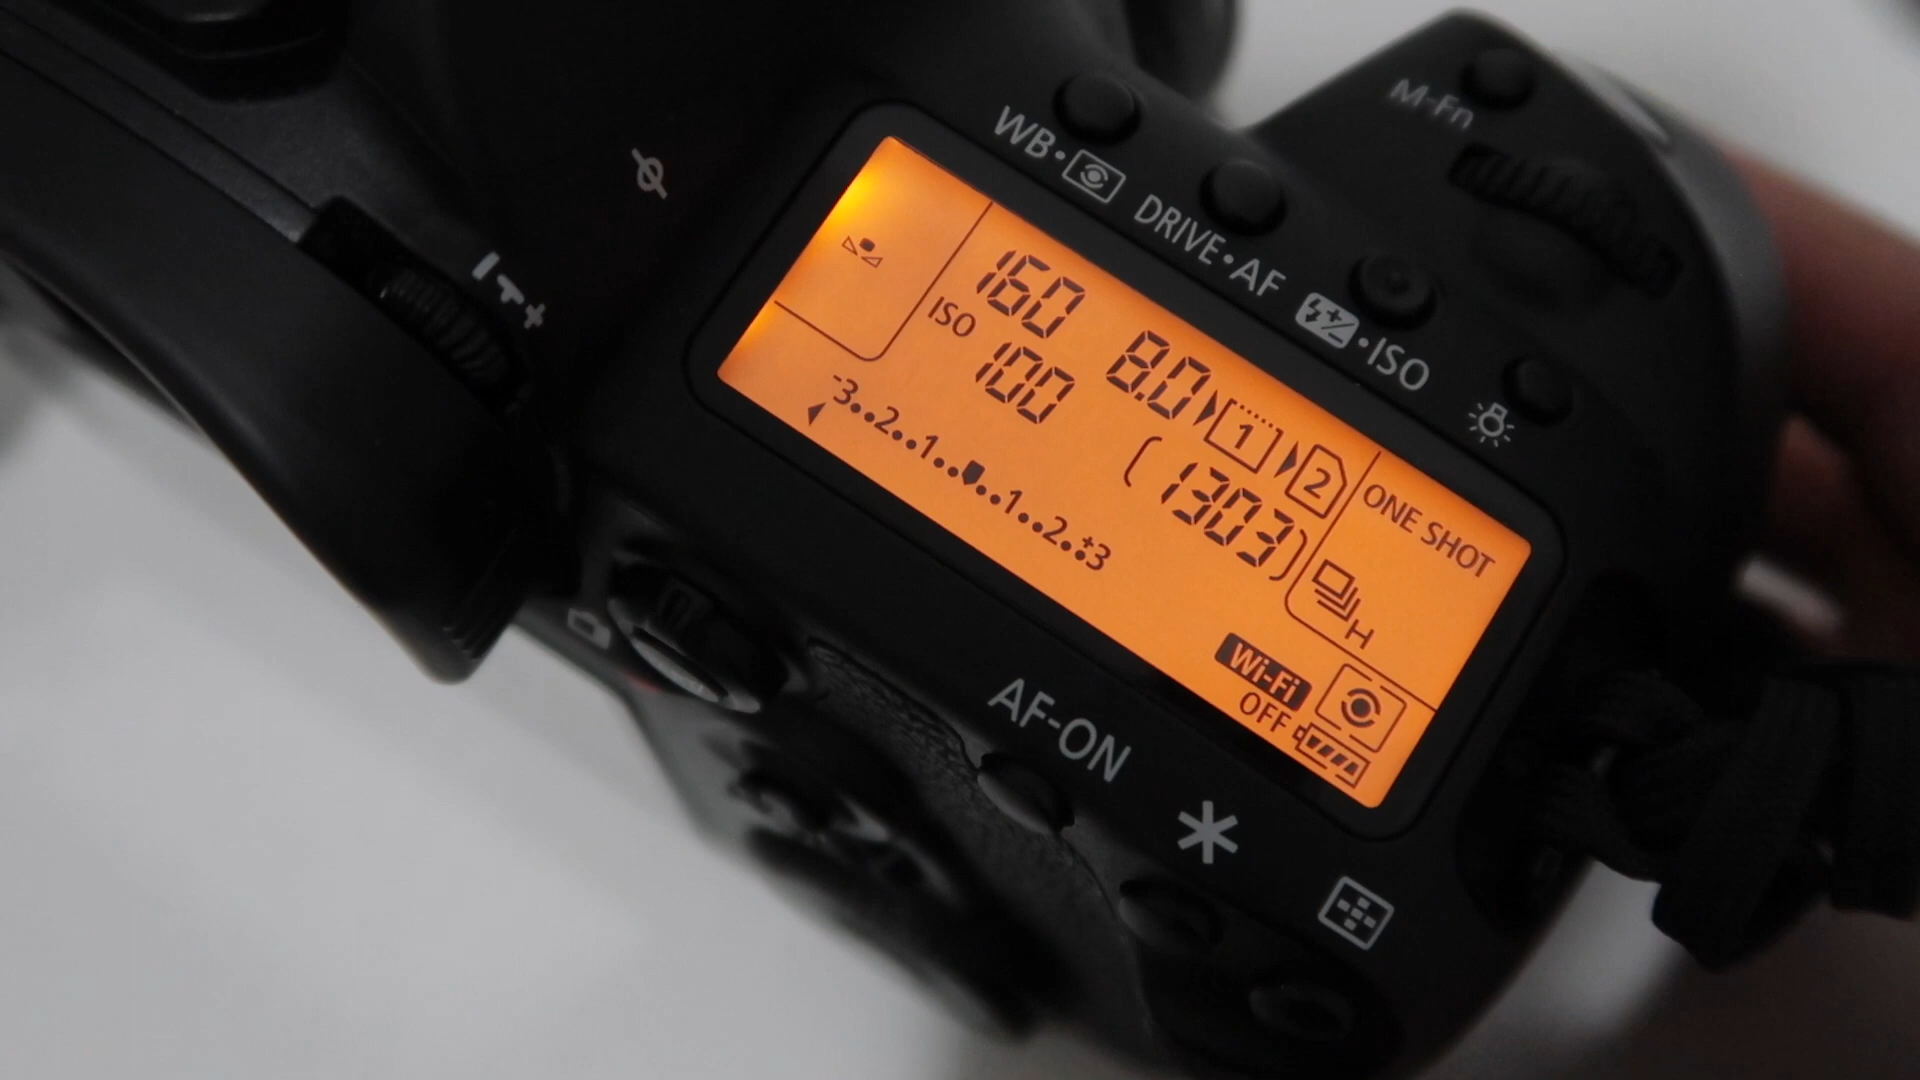 M-Fn
WB•
DRIVE•AF
•ISO
160 8.0 1 2 ONE SHOT
ISO 100 (1303)
-3..2..1....1..2..+3
H
Wi-Fi
OFF
AF-ON